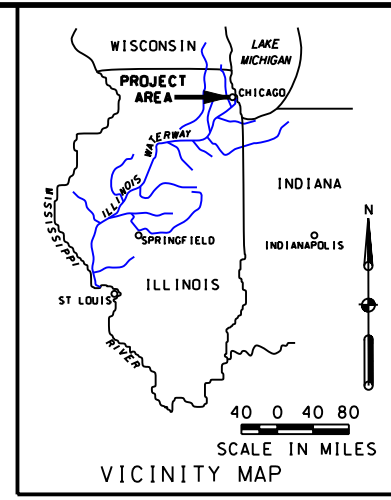 WISCONSIN
LAKE
MICHIGAN
PROJECT
AREA
CHICAGO
ILLINOIS WATERWAY
INDIANA
MISSISSIPPI
SPRINGFIELD
INDIANAPOLIS
N
ILLINOIS
ST LOUIS
RIVER
40 0 40 80
SCALE IN MILES
VICINITY MAP